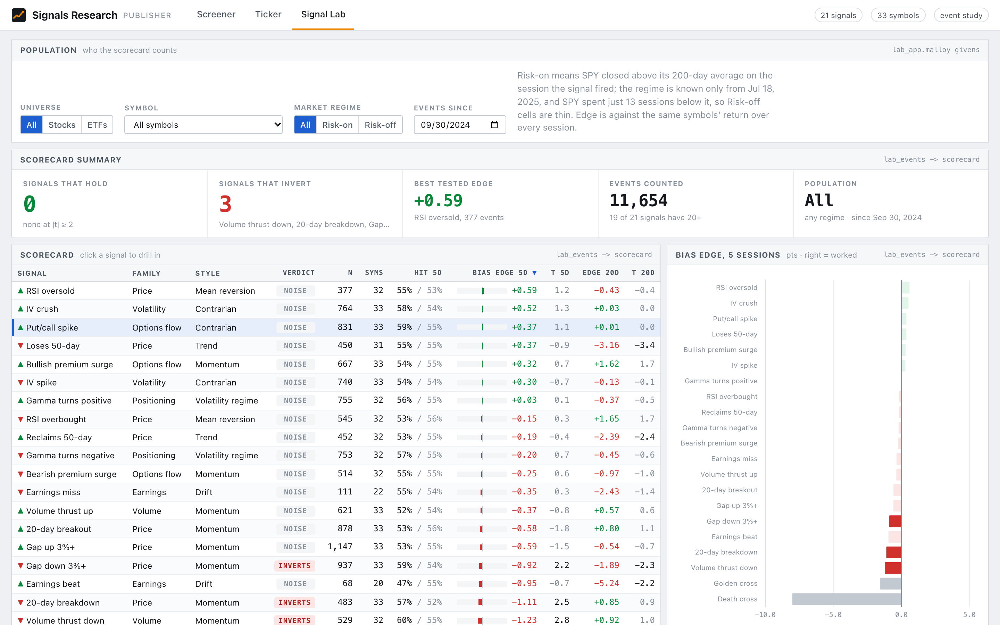 Signals Research PUBLISHER Screener Ticker Signal Lab 21 signals 33 symbols event study
POPULATION who the scorecard counts lab_app.malloy givens
UNIVERSE
All Stocks ETFs
SYMBOL
All symbols
MARKET REGIME
All Risk-on Risk-off
EVENTS SINCE
09/30/2024
Risk-on means SPY closed above its 200-day average on the
session the signal fired; the regime is known only from Jul 18,
2025, and SPY spent just 13 sessions below it, so Risk-off
cells are thin. Edge is against the same symbols' return over
every session.
SCORECARD SUMMARY lab_events -> scorecard
SIGNALS THAT HOLD
0
none at |t| ≥ 2
SIGNALS THAT INVERT
3
Volume thrust down, 20-day breakdown, Gap...
BEST TESTED EDGE
+0.59
RSI oversold, 377 events
EVENTS COUNTED
11,654
19 of 21 signals have 20+
POPULATION
All
any regime · since Sep 30, 2024
SCORECARD click a signal to drill in lab_events -> scorecard
SIGNAL FAMILY STYLE VERDICT N SYMS HIT 5D BIAS EDGE 5D ▼ T 5D EDGE 20D T 20D
▲ RSI oversold Price Mean reversion NOISE 377 32 55% / 53% +0.59 1.2 −0.43 −0.4
▲ IV crush Volatility Contrarian NOISE 764 33 58% / 54% +0.52 1.3 +0.03 0.0
▲ Put/call spike Options flow Contrarian NOISE 831 33 59% / 55% +0.37 1.1 +0.01 0.0
▼ Loses 50-day Price Trend NOISE 450 31 55% / 55% +0.37 −0.9 −3.16 −3.4
▲ Bullish premium surge Options flow Momentum NOISE 667 33 54% / 55% +0.32 0.7 +1.62 1.7
▼ IV spike Volatility Contrarian NOISE 740 33 54% / 54% +0.30 −0.7 −0.13 −0.1
▲ Gamma turns positive Positioning Volatility regime NOISE 755 32 56% / 55% +0.03 0.1 −0.37 −0.5
▼ RSI overbought Price Mean reversion NOISE 545 32 53% / 56% −0.15 0.3 +1.65 1.7
▲ Reclaims 50-day Price Trend NOISE 452 32 53% / 55% −0.19 −0.4 −2.39 −2.4
▼ Gamma turns negative Positioning Volatility regime NOISE 753 32 57% / 55% −0.20 0.7 −0.45 −0.6
▼ Bearish premium surge Options flow Momentum NOISE 514 32 55% / 55% −0.25 0.6 −0.97 −1.0
▼ Earnings miss Earnings Drift NOISE 111 22 55% / 54% −0.35 0.3 −2.43 −1.4
▲ Volume thrust up Volume Momentum NOISE 621 33 52% / 54% −0.37 −0.8 +0.57 0.6
▲ 20-day breakout Price Momentum NOISE 878 33 53% / 56% −0.58 −1.8 +0.80 1.1
▲ Gap up 3%+ Price Momentum NOISE 1,147 33 53% / 55% −0.59 −1.5 −0.54 −0.7
▼ Gap down 3%+ Price Momentum INVERTS 937 33 59% / 54% −0.92 2.2 −1.89 −2.3
▲ Earnings beat Earnings Drift NOISE 68 20 47% / 55% −0.95 −0.7 −5.24 −2.2
▼ 20-day breakdown Price Momentum INVERTS 483 33 57% / 52% −1.11 2.5 +0.85 0.9
▼ Volume thrust down Volume Momentum INVERTS 529 32 60% / 55% −1.23 2.8 +0.92 1.0
BIAS EDGE, 5 SESSIONS pts · right = worked lab_events -> scorecard
RSI oversold
IV crush
Put/call spike
Loses 50-day
Bullish premium surge
IV spike
Gamma turns positive
RSI overbought
Reclaims 50-day
Gamma turns negative
Bearish premium surge
Earnings miss
Volume thrust up
20-day breakout
Gap up 3%+
Gap down 3%+
Earnings beat
20-day breakdown
Volume thrust down
Golden cross
Death cross
−10.0 −5.0 0.0 5.0